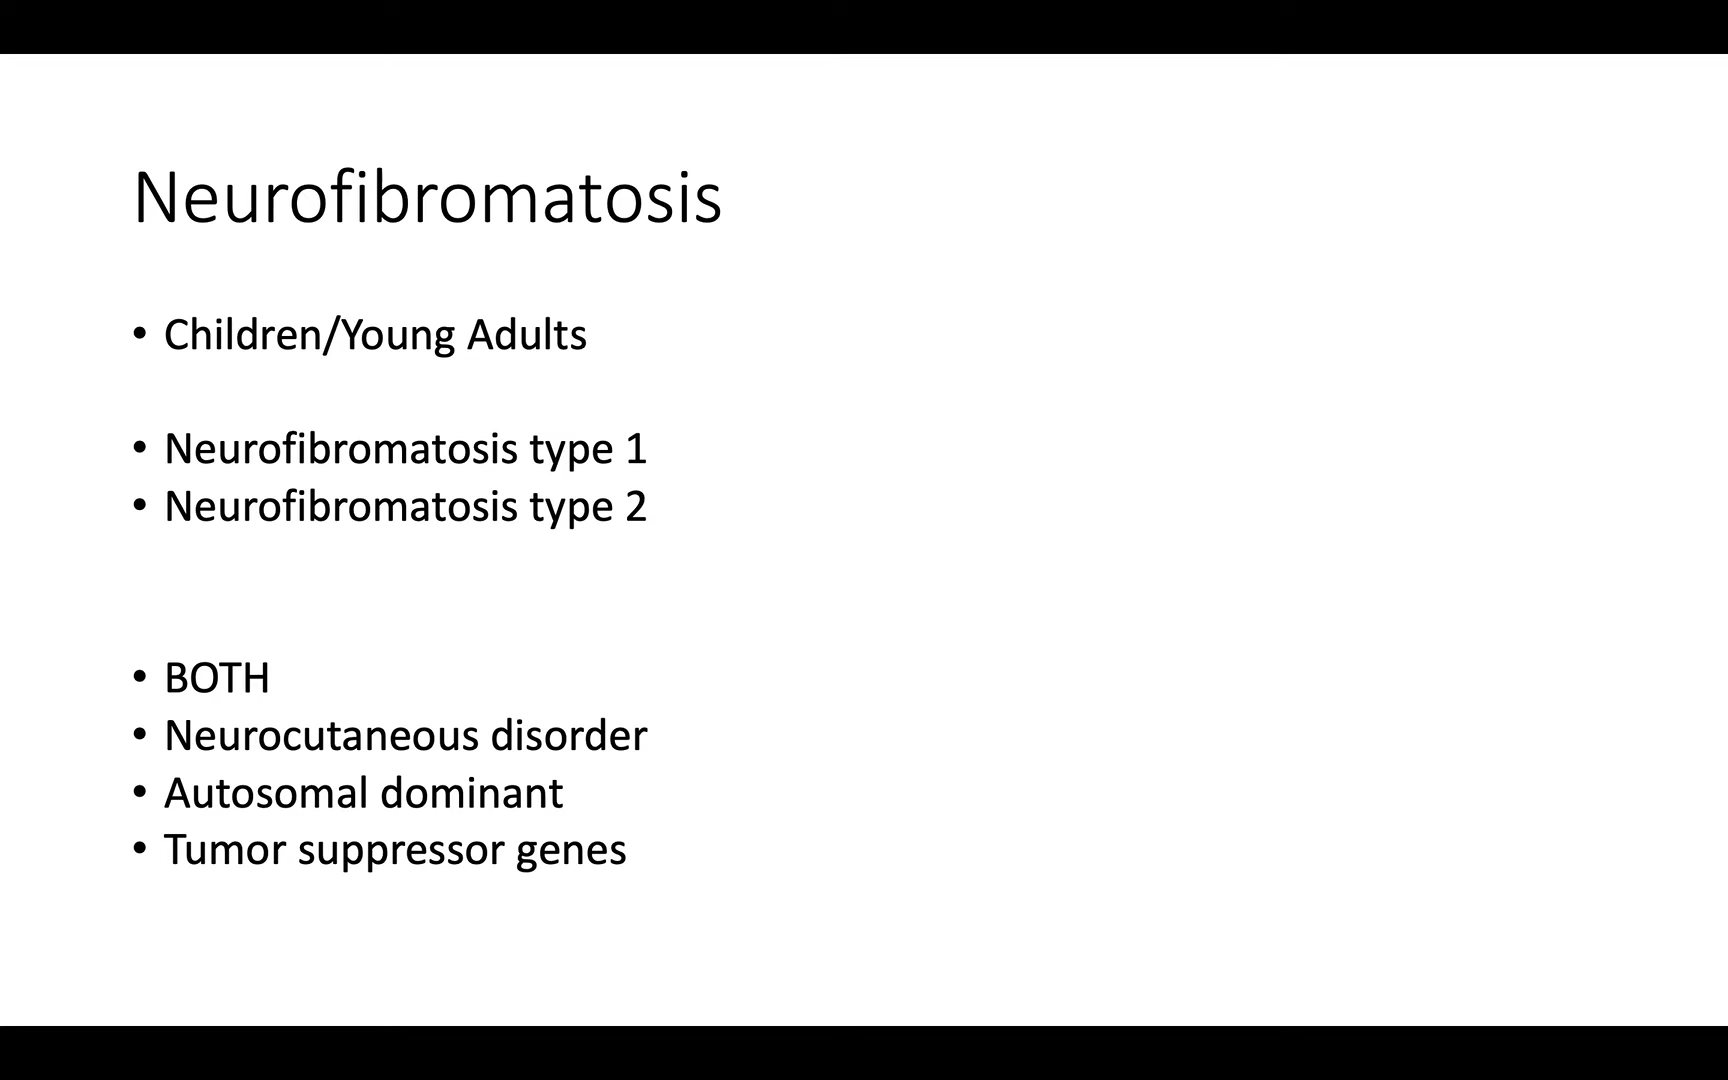 Neurofibromatosis
• Children/Young Adults
• Neurofibromatosis type 1
• Neurofibromatosis type 2
• BOTH
• Neurocutaneous disorder
• Autosomal dominant
• Tumor suppressor genes